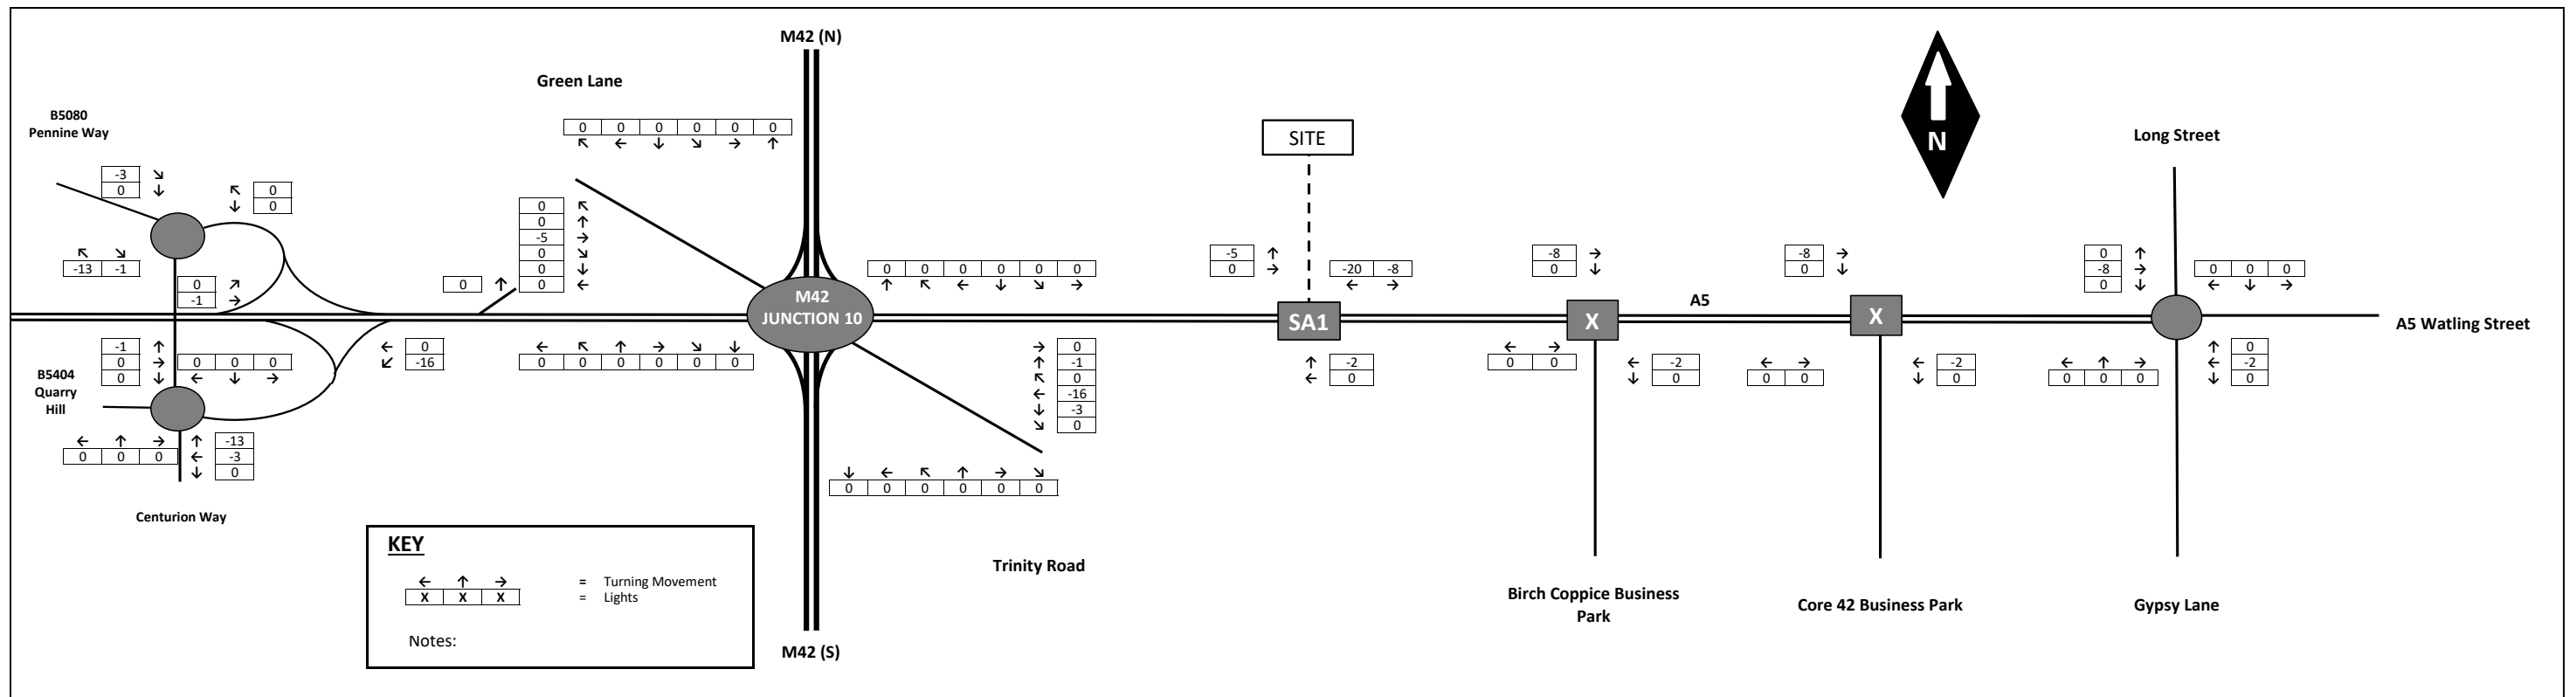 M42 (N)
Green Lane
B5080
Pennine Way
0 0 0 0 0 0
↖ ← ↓ ↘ → ↑
SITE
N
Long Street
-3 ↘
0 ↓
↖ 0
↓ 0
0 ↖
0 ↑
-5 →
0 ↘
0 ↓
0 ←
↖ ↘
-13 -1
0 ↗
-1 →
0 ↑
M42
JUNCTION 10
0 0 0 0 0 0
↑ ↖ ← ↓ ↘ →
-5 ↑
0 →
-20 -8
← →
SA1
-8 →
0 ↓
X
A5
-8 →
0 ↓
X
0 ↑
-8 →
0 ↓
0 0 0
← ↓ →
A5 Watling Street
-1 ↑
0 →
0 ↓
0 0 0
← ↓ →
← 0
↙ -16
← ↖ ↑ → ↘ ↓
0 0 0 0 0 0
→ 0
↑ -1
↖ 0
← -16
↓ -3
↘ 0
↑ -2
← 0
← →
0 0
← -2
↓ 0
← →
0 0
← -2
↓ 0
← ↑ →
0 0 0
↑ 0
← -2
↓ 0
B5404
Quarry
Hill
← ↑ →
0 0 0
↑ -13
← -3
↓ 0
↓ ← ↖ ↑ → ↘
0 0 0 0 0 0
Centurion Way
KEY
← ↑ → = Turning Movement
X X X = Lights
Notes:
M42 (S)
Trinity Road
Birch Coppice Business
Park
Core 42 Business Park
Gypsy Lane